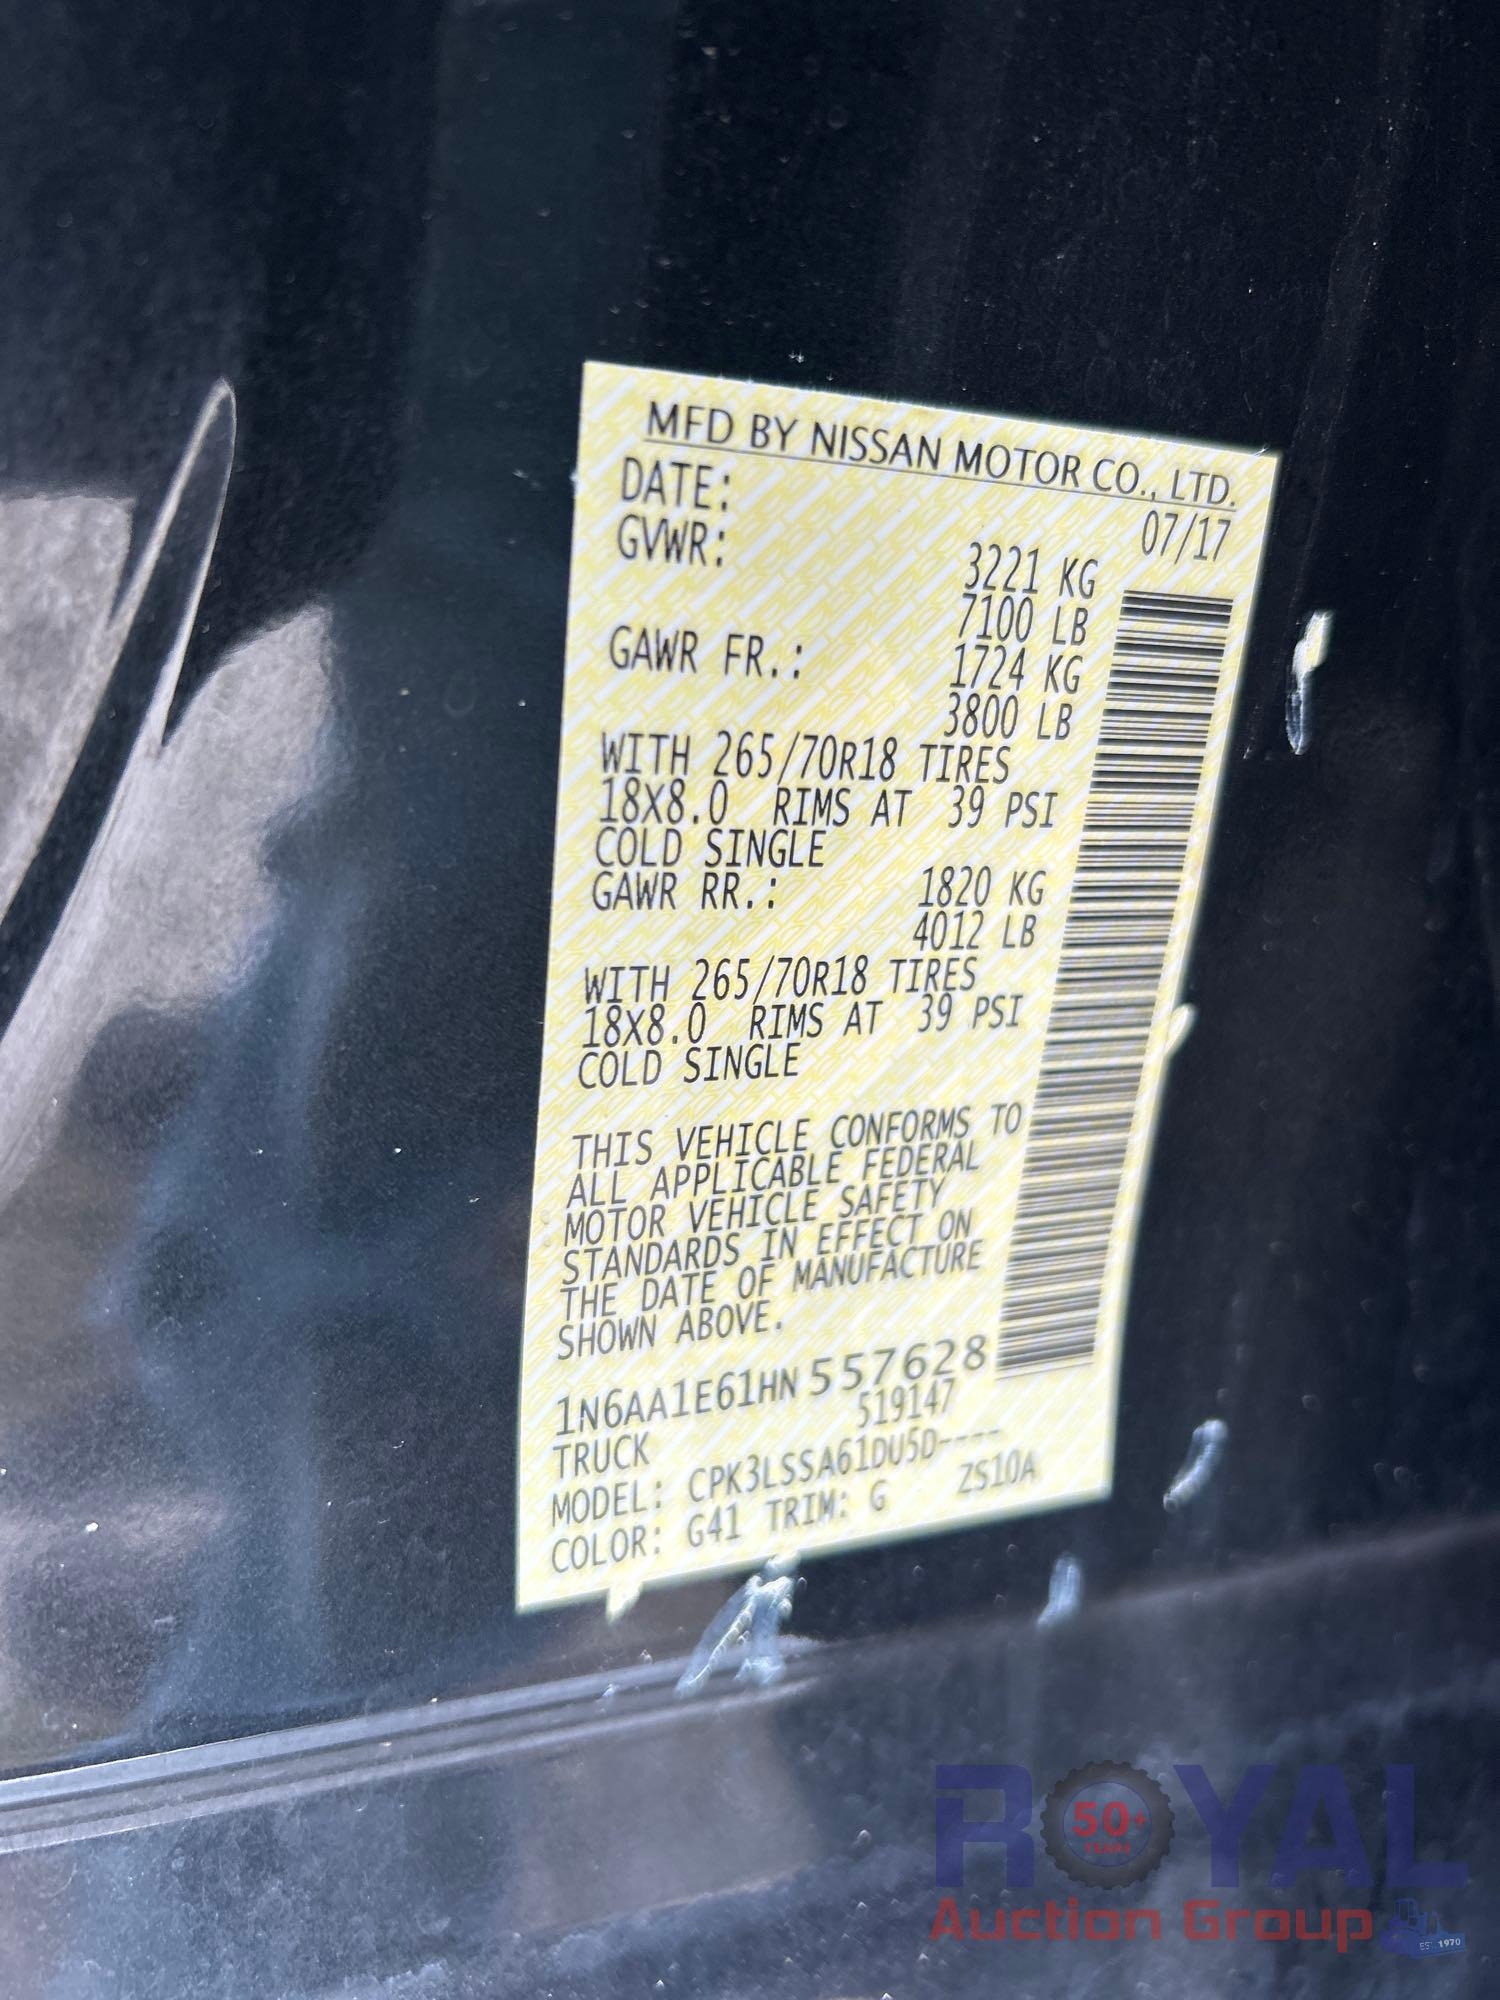 MFD BY NISSAN MOTOR CO., LTD.
DATE: 07/17
GVWR: 3221 KG
7100 LB
GAWR FR.: 1724 KG
3800 LB
WITH 265/70R18 TIRES
18X8.0 RIMS AT 39 PSI
COLD SINGLE
GAWR RR.: 1820 KG
4012 LB
WITH 265/70R18 TIRES
18X8.0 RIMS AT 39 PSI
COLD SINGLE
THIS VEHICLE CONFORMS TO
ALL APPLICABLE FEDERAL
MOTOR VEHICLE SAFETY
STANDARDS IN EFFECT ON
THE DATE OF MANUFACTURE
SHOWN ABOVE.
1N6AA1E61HN557628
TRUCK 519147
MODEL: CPK3LSSA61DU5D----
COLOR: G41 TRIM: G ZS10A
ROYAL
50+
YEARS
Auction Group
EST. 1970